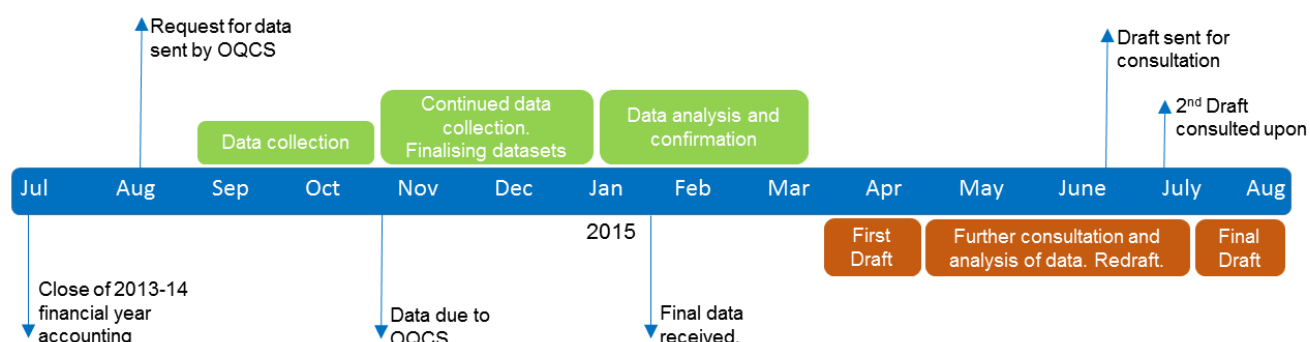 Request for data
sent by OQCS
Draft sent for
consultation
2nd Draft
consulted upon
Data collection
Continued data
collection.
Finalising datasets
Data analysis and
confirmation
Jul Aug Sep Oct Nov Dec Jan Feb Mar Apr May June July Aug
2015
First
Draft
Further consultation and
analysis of data. Redraft.
Final
Draft
Close of 2013-14
financial year
accounting
Data due to
OQCS
Final data
received.